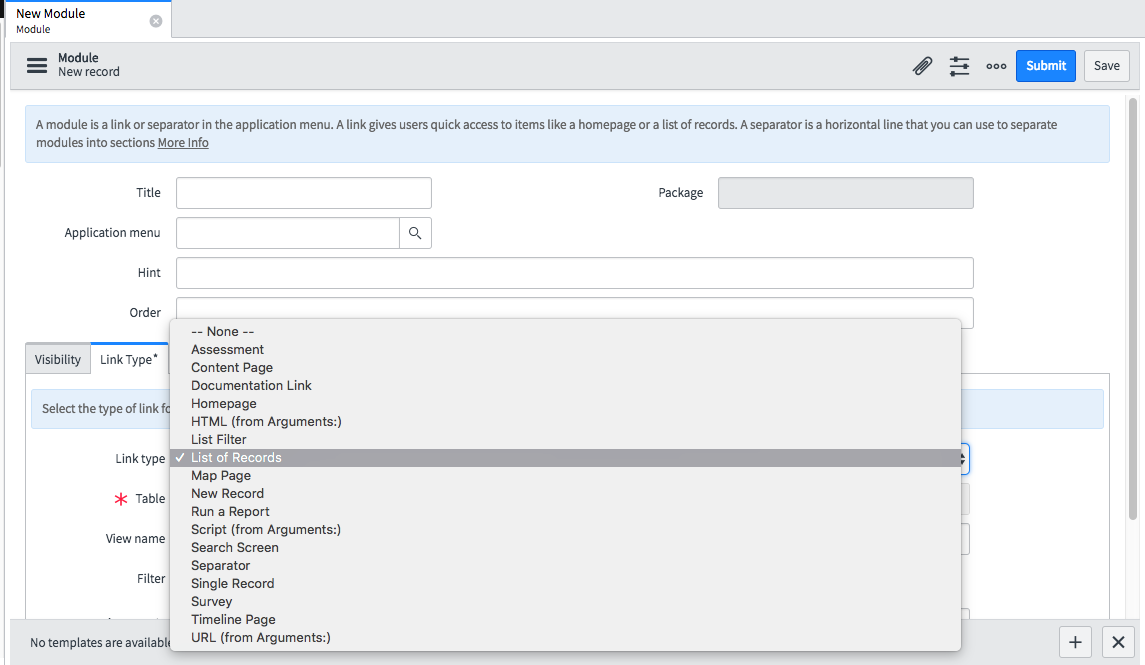 New Module
Module
Module
New record
Submit
Save
A module is a link or separator in the application menu. A link gives users quick access to items like a homepage or a list of records. A separator is a horizontal line that you can use to separate
modules into sections More Info
Title
Package
Application menu
Hint
Order
Visibility
Link Type*
Select the type of link
Link type
Table
View name
Filter
-- None --
Assessment
Content Page
Documentation Link
Homepage
HTML (from Arguments:)
List Filter
✓ List of Records
Map Page
New Record
Run a Report
Script (from Arguments:)
Search Screen
Separator
Single Record
Survey
Timeline Page
URL (from Arguments:)
No templates are available